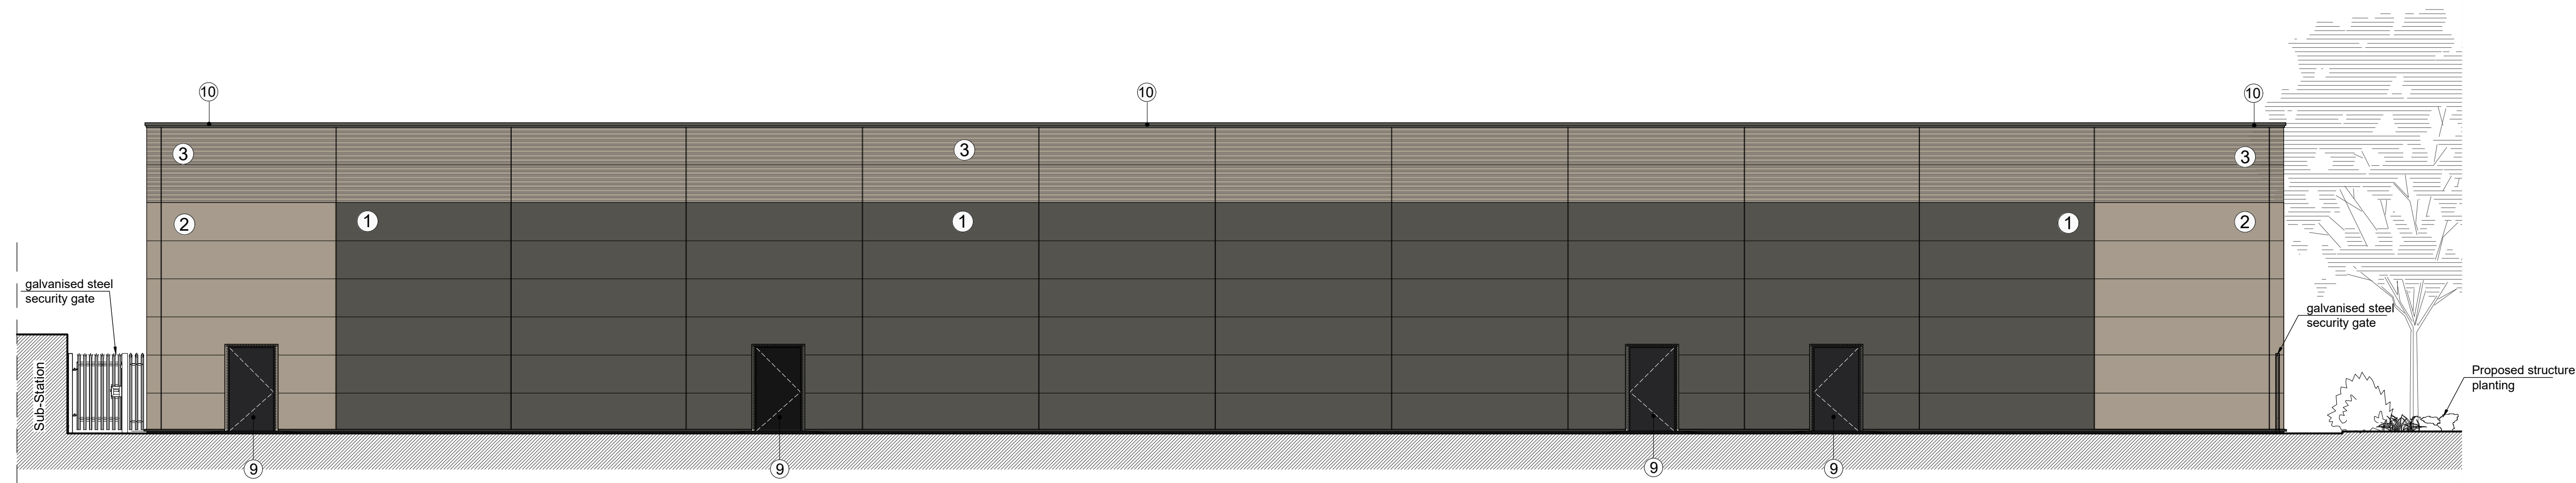 10
10
10
3
3
3
2
1
1
1
2
galvanised steel
security gate
galvanised steel
security gate
Sub-Station
Proposed structure
planting
9
9
9
9